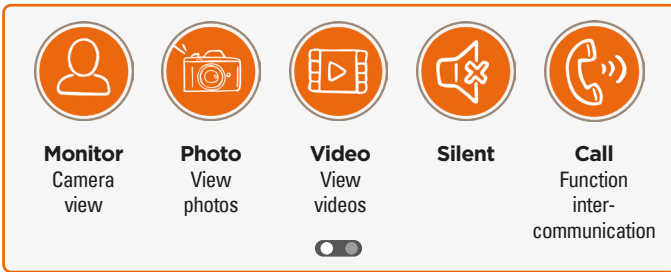 Monitor
Camera
view
Photo
View
photos
Video
View
videos
Silent
Call
Function
inter-
communication